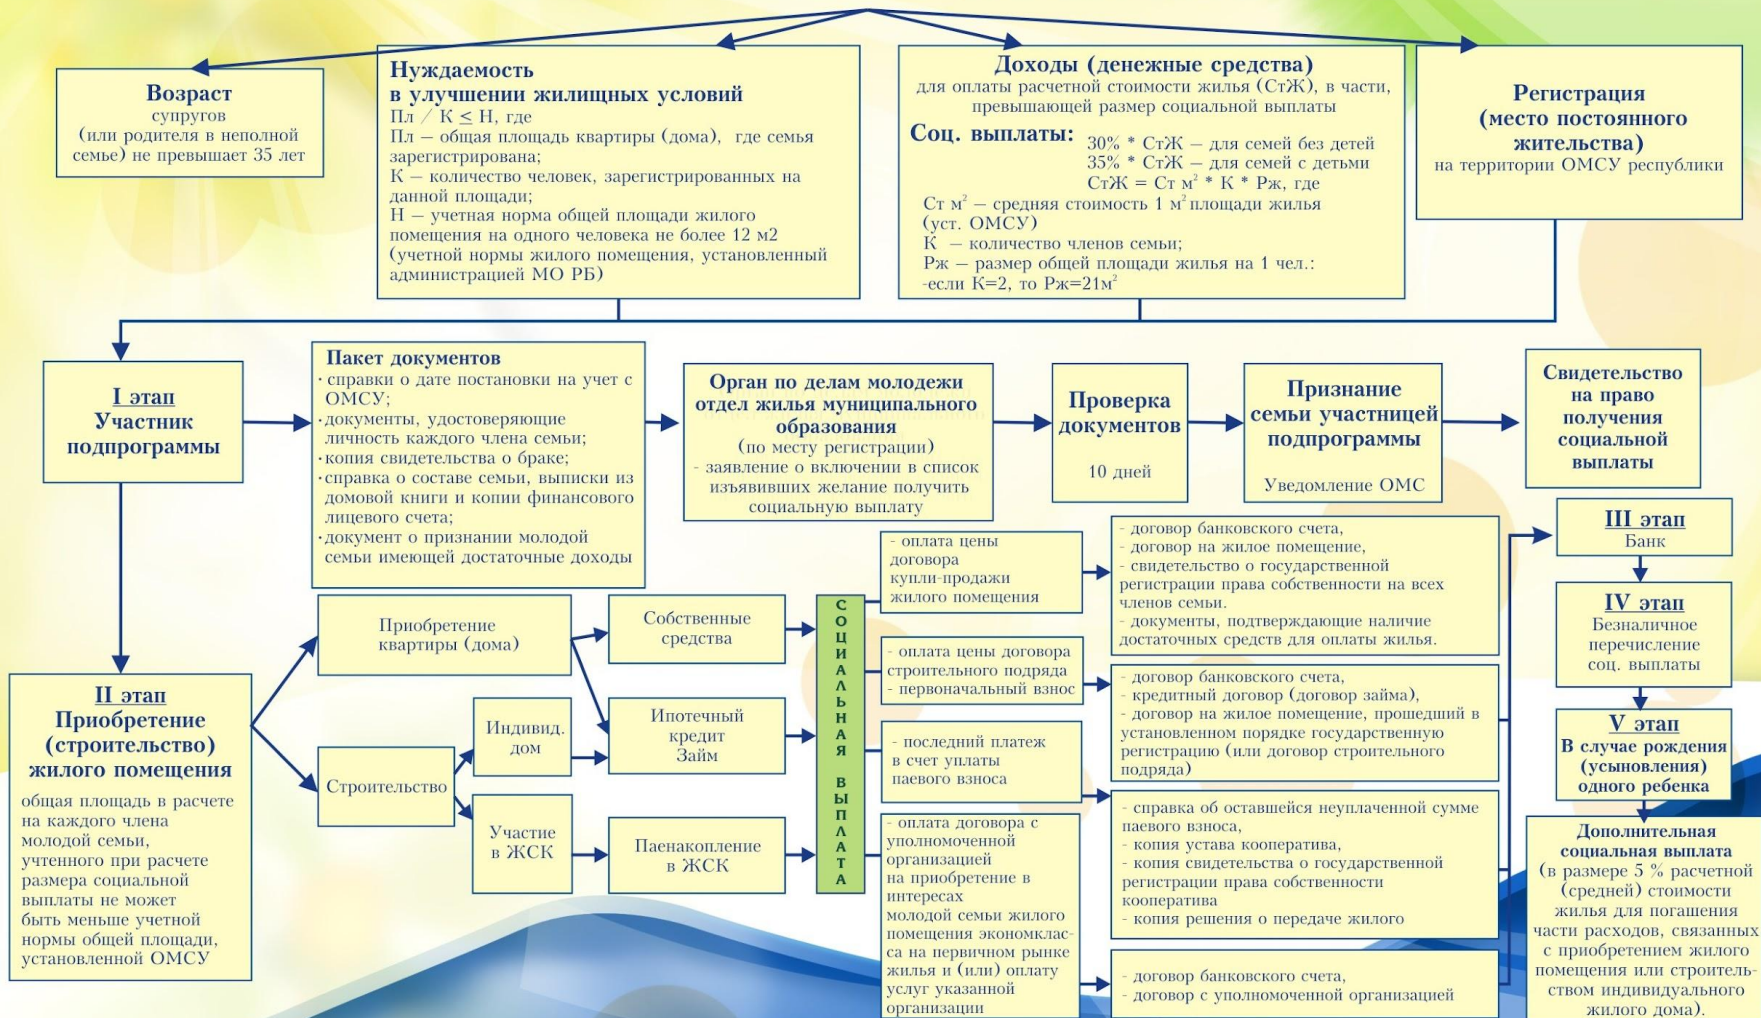 Возраст
супругов
(или родителя в неполной
семье) не превышает 35 лет
Нуждаемость
в улучшении жилищных условий
Пл / К ≤ Н, где
Пл – общая площадь квартиры (дома), где семья
зарегистрирована;
К – количество человек, зарегистрированных на
данной площади;
Н – учетная норма общей площади жилого
помещения на одного человека не более 12 м2
(учетной нормы жилого помещения, установленный
администрацией МО РБ)
Доходы (денежные средства)
для оплаты расчетной стоимости жилья (СтЖ), в части,
превышающей размер социальной выплаты
Соц. выплаты:
30% * СтЖ – для семей без детей
35% * СтЖ – для семей с детьми
СтЖ = Ст м² * К * Рж, где
Ст м² – средняя стоимость 1 м² площади жилья
(уст. ОМСУ)
К – количество членов семьи;
Рж – размер общей площади жилья на 1 чел.:
-если К=2, то Рж=21м²
Регистрация
(место постоянного
жительства)
на территории ОМСУ республики
I этап
Участник
подпрограммы
Пакет документов
· справки о дате постановки на учет с
ОМСУ;
· документы, удостоверяющие
личность каждого члена семьи;
· копия свидетельства о браке;
· справка о составе семьи, выписки из
домовой книги и копии финансового
лицевого счета;
· документ о признании молодой
семьи имеющей достаточные доходы
Орган по делам молодежи
отдел жилья муниципального
образования
(по месту регистрации)
- заявление о включении в список
изъявивших желание получить
социальную выплату
Проверка
документов
10 дней
Признание
семьи участницей
подпрограммы
Уведомление ОМС
Свидетельство
на право
получения
социальной
выплаты
II этап
Приобретение
(строительство)
жилого помещения
общая площадь в расчете
на каждого члена
молодой семьи,
учтенного при расчете
размера социальной
выплаты не может
быть меньше учетной
нормы общей площади,
установленной ОМСУ
Приобретение
квартиры (дома)
Строительство
Индивид.
дом
Участие
в ЖСК
Собственные
средства
Ипотечный
кредит
Займ
Паенакопление
в ЖСК
СОЦИАЛЬНАЯ ВЫПЛАТА
- оплата цены
договора
купли-продажи
жилого помещения
- оплата цены договора
строительного подряда
- первоначальный взнос
- последний платеж
в счет уплаты
паевого взноса
- оплата договора с
уполномоченной
организацией
на приобретение в
интересах
молодой семьи жилого
помещения экономклас-
са на первичном рынке
жилья и (или) оплату
услуг указанной
организации
- договор банковского счета,
- договор на жилое помещение,
- свидетельство о государственной
регистрации права собственности на всех
членов семьи.
- документы, подтверждающие наличие
достаточных средств для оплаты жилья.
- договор банковского счета,
- кредитный договор (договор займа),
- договор на жилое помещение, прошедший в
установленном порядке государственную
регистрацию (или договор строительного
подряда)
- справка об оставшейся неуплаченной сумме
паевого взноса,
- копия устава кооператива,
- копия свидетельства о государственной
регистрации права собственности
кооператива
- копия решения о передаче жилого
- договор банковского счета,
- договор с уполномоченной организацией
III этап
Банк
IV этап
Безналичное
перечисление
соц. выплаты
V этап
В случае рождения
(усыновления)
одного ребенка
Дополнительная
социальная выплата
(в размере 5 % расчетной
(средней) стоимости
жилья для погашения
части расходов, связанных
с приобретением жилого
помещения или строитель-
ством индивидуального
жилого дома).